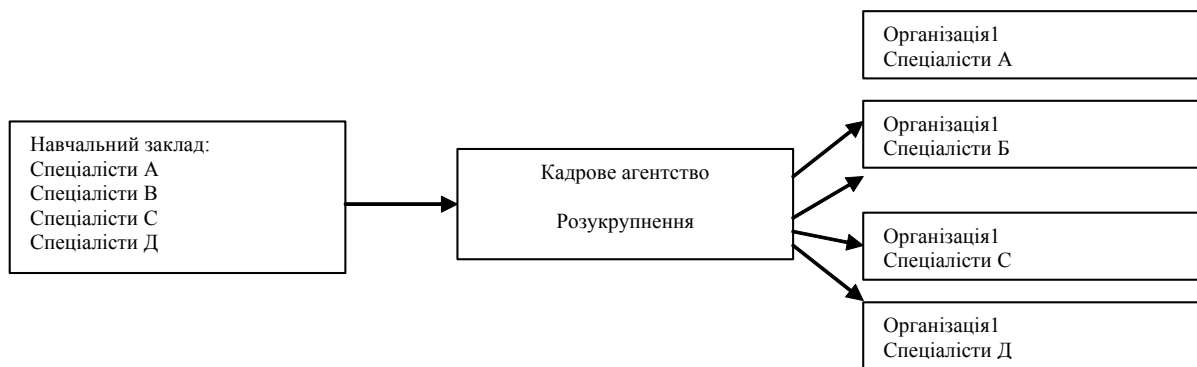 Навчальний заклад:
Спеціалісти А
Спеціалісти В
Спеціалісти С
Спеціалісти Д
Кадрове агентство
Розукрупнення
Організація1
Спеціалісти А
Організація1
Спеціалісти Б
Організація1
Спеціалісти С
Організація1
Спеціалісти Д